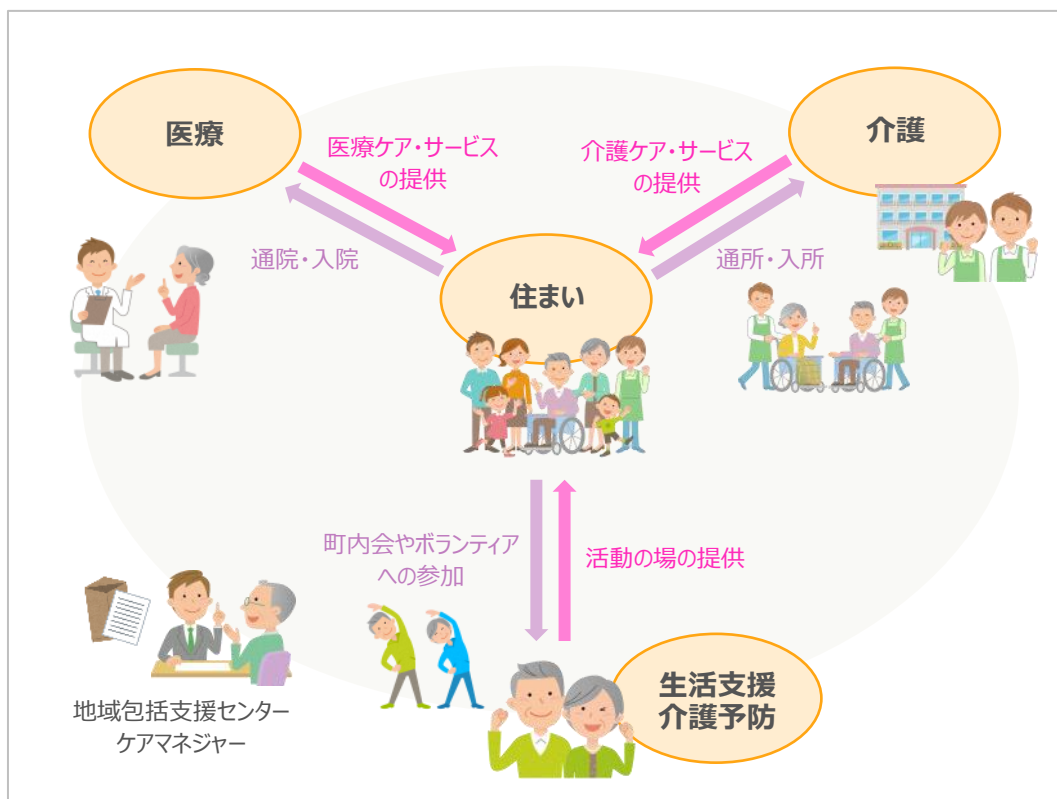 医療
介護
医療ケア・サービス
の提供
介護ケア・サービス
の提供
通院・入院
通所・入所
住まい
町内会やボランティア
への参加
活動の場の提供
生活支援
介護予防
地域包括支援センター
ケアマネジャー